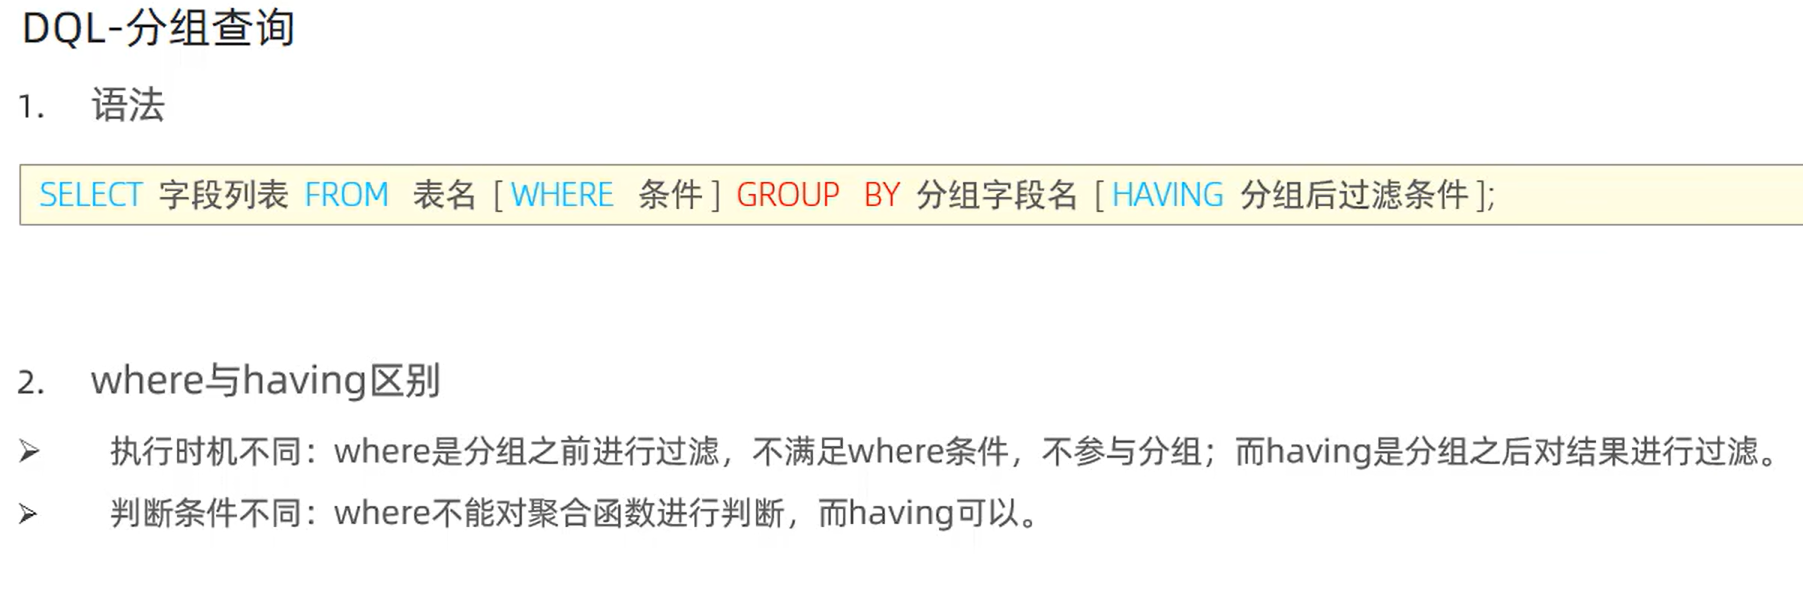 DQL-分组查询
1. 语法
SELECT 字段列表 FROM 表名 [ WHERE 条件 ] GROUP BY 分组字段名 [ HAVING 分组后过滤条件 ];
2. where与having区别
➢ 执行时机不同：where是分组之前进行过滤，不满足where条件，不参与分组；而having是分组之后对结果进行过滤。
➢ 判断条件不同：where不能对聚合函数进行判断，而having可以。